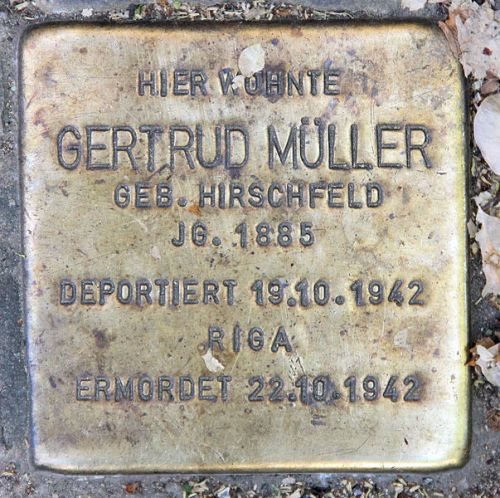 HIER WOHNTE
GERTRUD MÜLLER
GEB. HIRSCHFELD
JG. 1885
DEPORTIERT 19.10.1942
RIGA
ERMORDET 22.10.1942